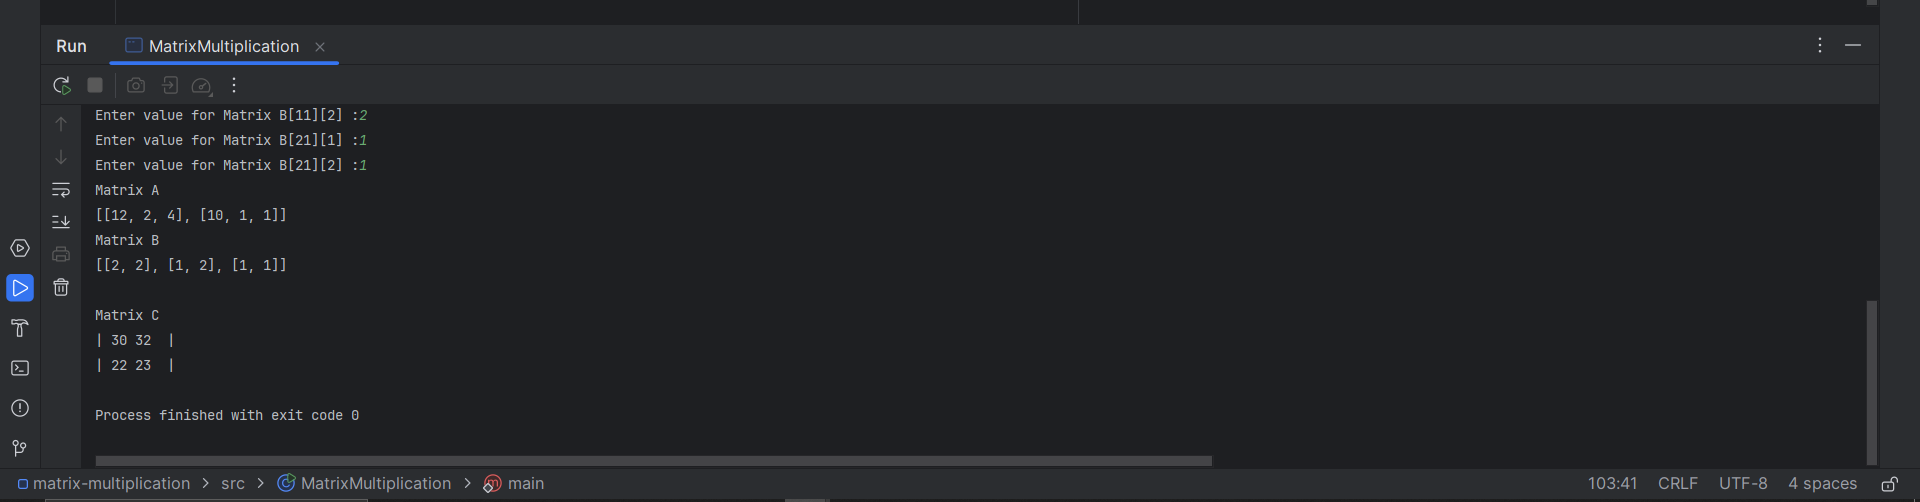 Run MatrixMultiplication
Enter value for Matrix B[11][2] :2
Enter value for Matrix B[21][1] :1
Enter value for Matrix B[21][2] :1
Matrix A
[[12, 2, 4], [10, 1, 1]]
Matrix B
[[2, 2], [1, 2], [1, 1]]
Matrix C
| 30 32  |
| 22 23  |
Process finished with exit code 0
matrix-multiplication > src > MatrixMultiplication > main 103:41 CRLF UTF-8 4 spaces